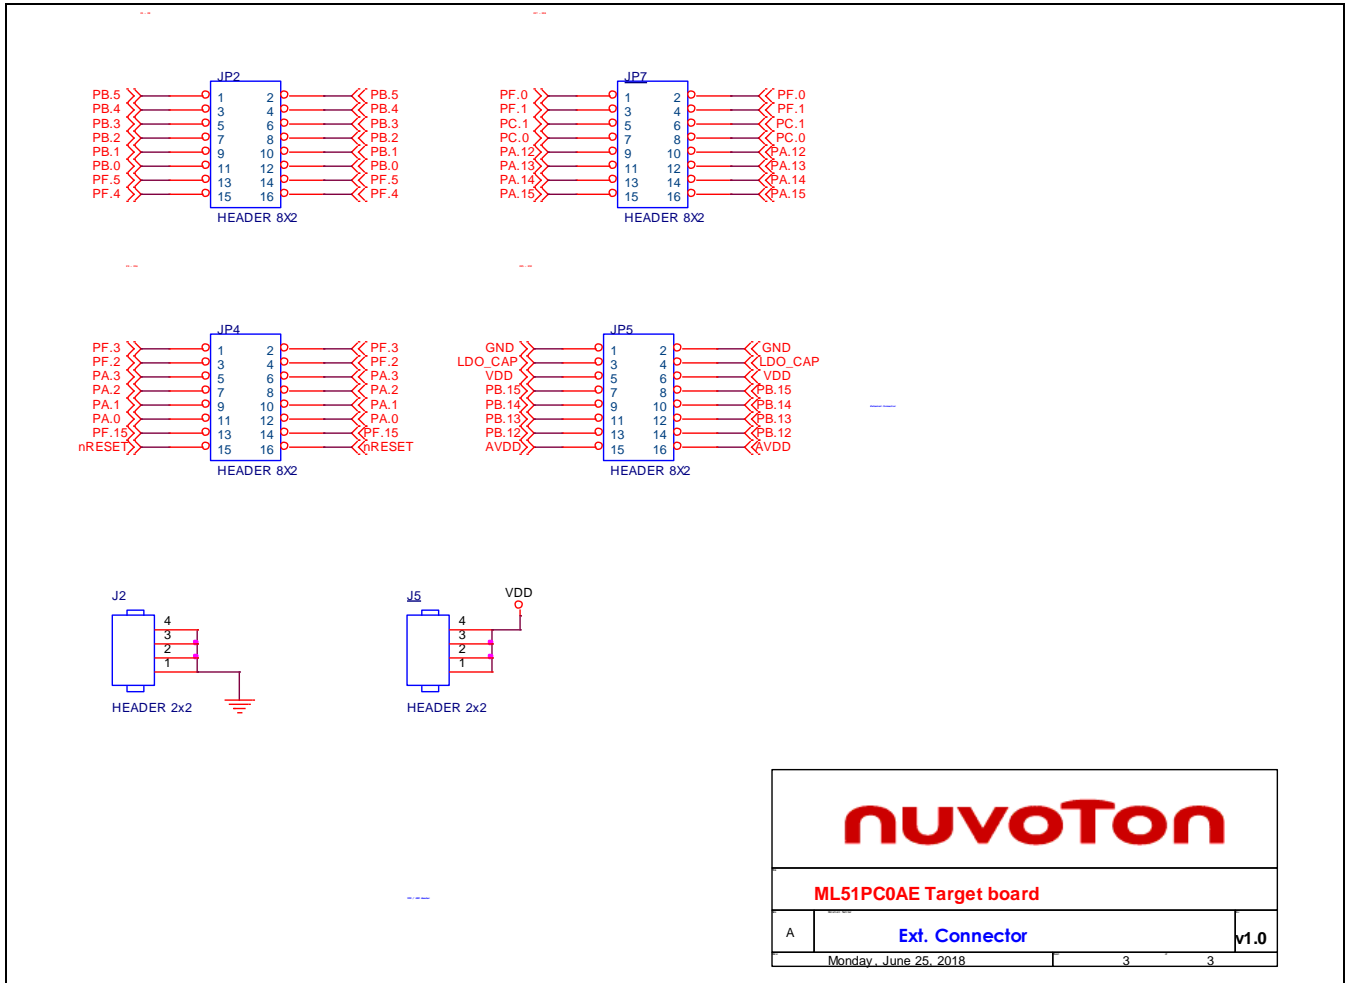 JP2
PB.5 1 2 PB.5
PB.4 3 4 PB.4
PB.3 5 6 PB.3
PB.2 7 8 PB.2
PB.1 9 10 PB.1
PB.0 11 12 PB.0
PF.5 13 14 PF.5
PF.4 15 16 PF.4
HEADER 8X2
JP7
PF.0 1 2 PF.0
PF.1 3 4 PF.1
PC.1 5 6 PC.1
PC.0 7 8 PC.0
PA.12 9 10 PA.12
PA.13 11 12 PA.13
PA.14 13 14 PA.14
PA.15 15 16 PA.15
HEADER 8X2
JP4
PF.3 1 2 PF.3
PF.2 3 4 PF.2
PA.3 5 6 PA.3
PA.2 7 8 PA.2
PA.1 9 10 PA.1
PA.0 11 12 PA.0
PF.15 13 14 PF.15
nRESET 15 16 nRESET
HEADER 8X2
JP5
GND 1 2 GND
LDO_CAP 3 4 LDO_CAP
VDD 5 6 VDD
PB.15 7 8 PB.15
PB.14 9 10 PB.14
PB.13 11 12 PB.13
PB.12 13 14 PB.12
AVDD 15 16 AVDD
HEADER 8X2
J2
4
3
2
1
HEADER 2x2
J5
VDD
4
3
2
1
HEADER 2x2
nuvoTon
ML51PC0AE Target board
A Ext. Connector v1.0
Monday, June 25, 2018 3 3